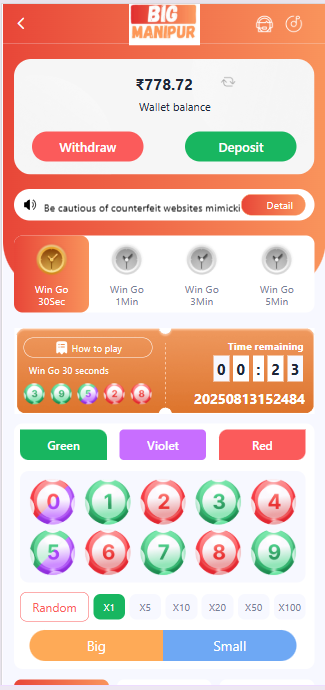 BIG
MANIPUR
₹778.72
Wallet balance
Withdraw
Deposit
Be cautious of counterfeit websites mimicki
Detail
Win Go
30Sec
Win Go
1Min
Win Go
3Min
Win Go
5Min
How to play
Time remaining
Win Go 30 seconds
0 0 : 2 3
3 9 5 2 8
20250813152484
Green
Violet
Red
0 1 2 3 4
5 6 7 8 9
Random
X1
X5
X10
X20
X50
X100
Big
Small